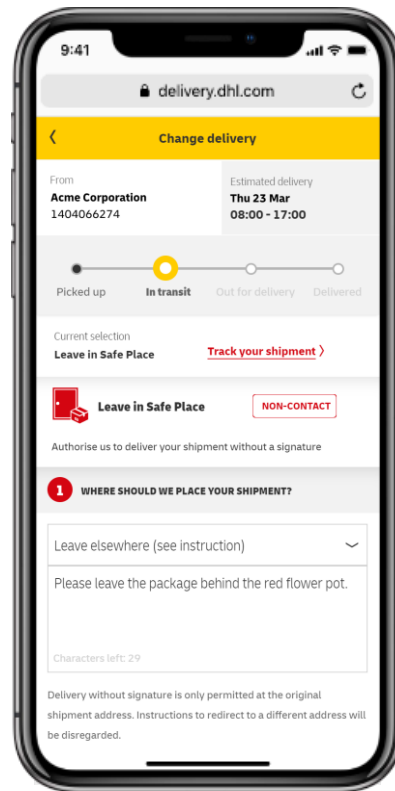 9:41
delivery.dhl.com
Change delivery
From
Acme Corporation
1404066274
Estimated delivery
Thu 23 Mar
08:00 - 17:00
Picked up
In transit
Out for delivery
Delivered
Current selection
Leave in Safe Place
Track your shipment
Leave in Safe Place
NON-CONTACT
Authorise us to deliver your shipment without a signature
1 WHERE SHOULD WE PLACE YOUR SHIPMENT?
Leave elsewhere (see instruction)
Please leave the package behind the red flower pot.
Characters left: 29
Delivery without signature is only permitted at the original
shipment address. Instructions to redirect to a different address will
be disregarded.